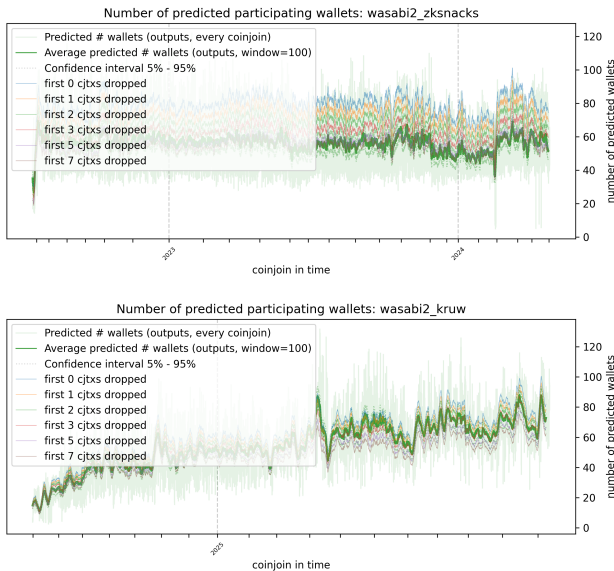 Number of predicted participating wallets: wasabi2_zksnacks
Predicted # wallets (outputs, every coinjoin)
Average predicted # wallets (outputs, window=100)
Confidence interval 5% - 95%
first 0 cjtxs dropped
first 1 cjtxs dropped
first 2 cjtxs dropped
first 3 cjtxs dropped
first 5 cjtxs dropped
first 7 cjtxs dropped
120
100
80
60
40
20
0
number of predicted wallets
2023
2024
coinjoin in time
Number of predicted participating wallets: wasabi2_kruw
Predicted # wallets (outputs, every coinjoin)
Average predicted # wallets (outputs, window=100)
Confidence interval 5% - 95%
first 0 cjtxs dropped
first 1 cjtxs dropped
first 2 cjtxs dropped
first 3 cjtxs dropped
first 5 cjtxs dropped
first 7 cjtxs dropped
120
100
80
60
40
20
0
number of predicted wallets
2025
coinjoin in time